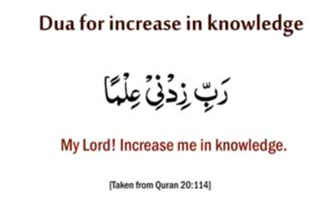 Dua for increase in knowledge
رَبِّ زِدْنِيْ عِلْمًا
My Lord! Increase me in knowledge.
[Taken from Quran 20:114]